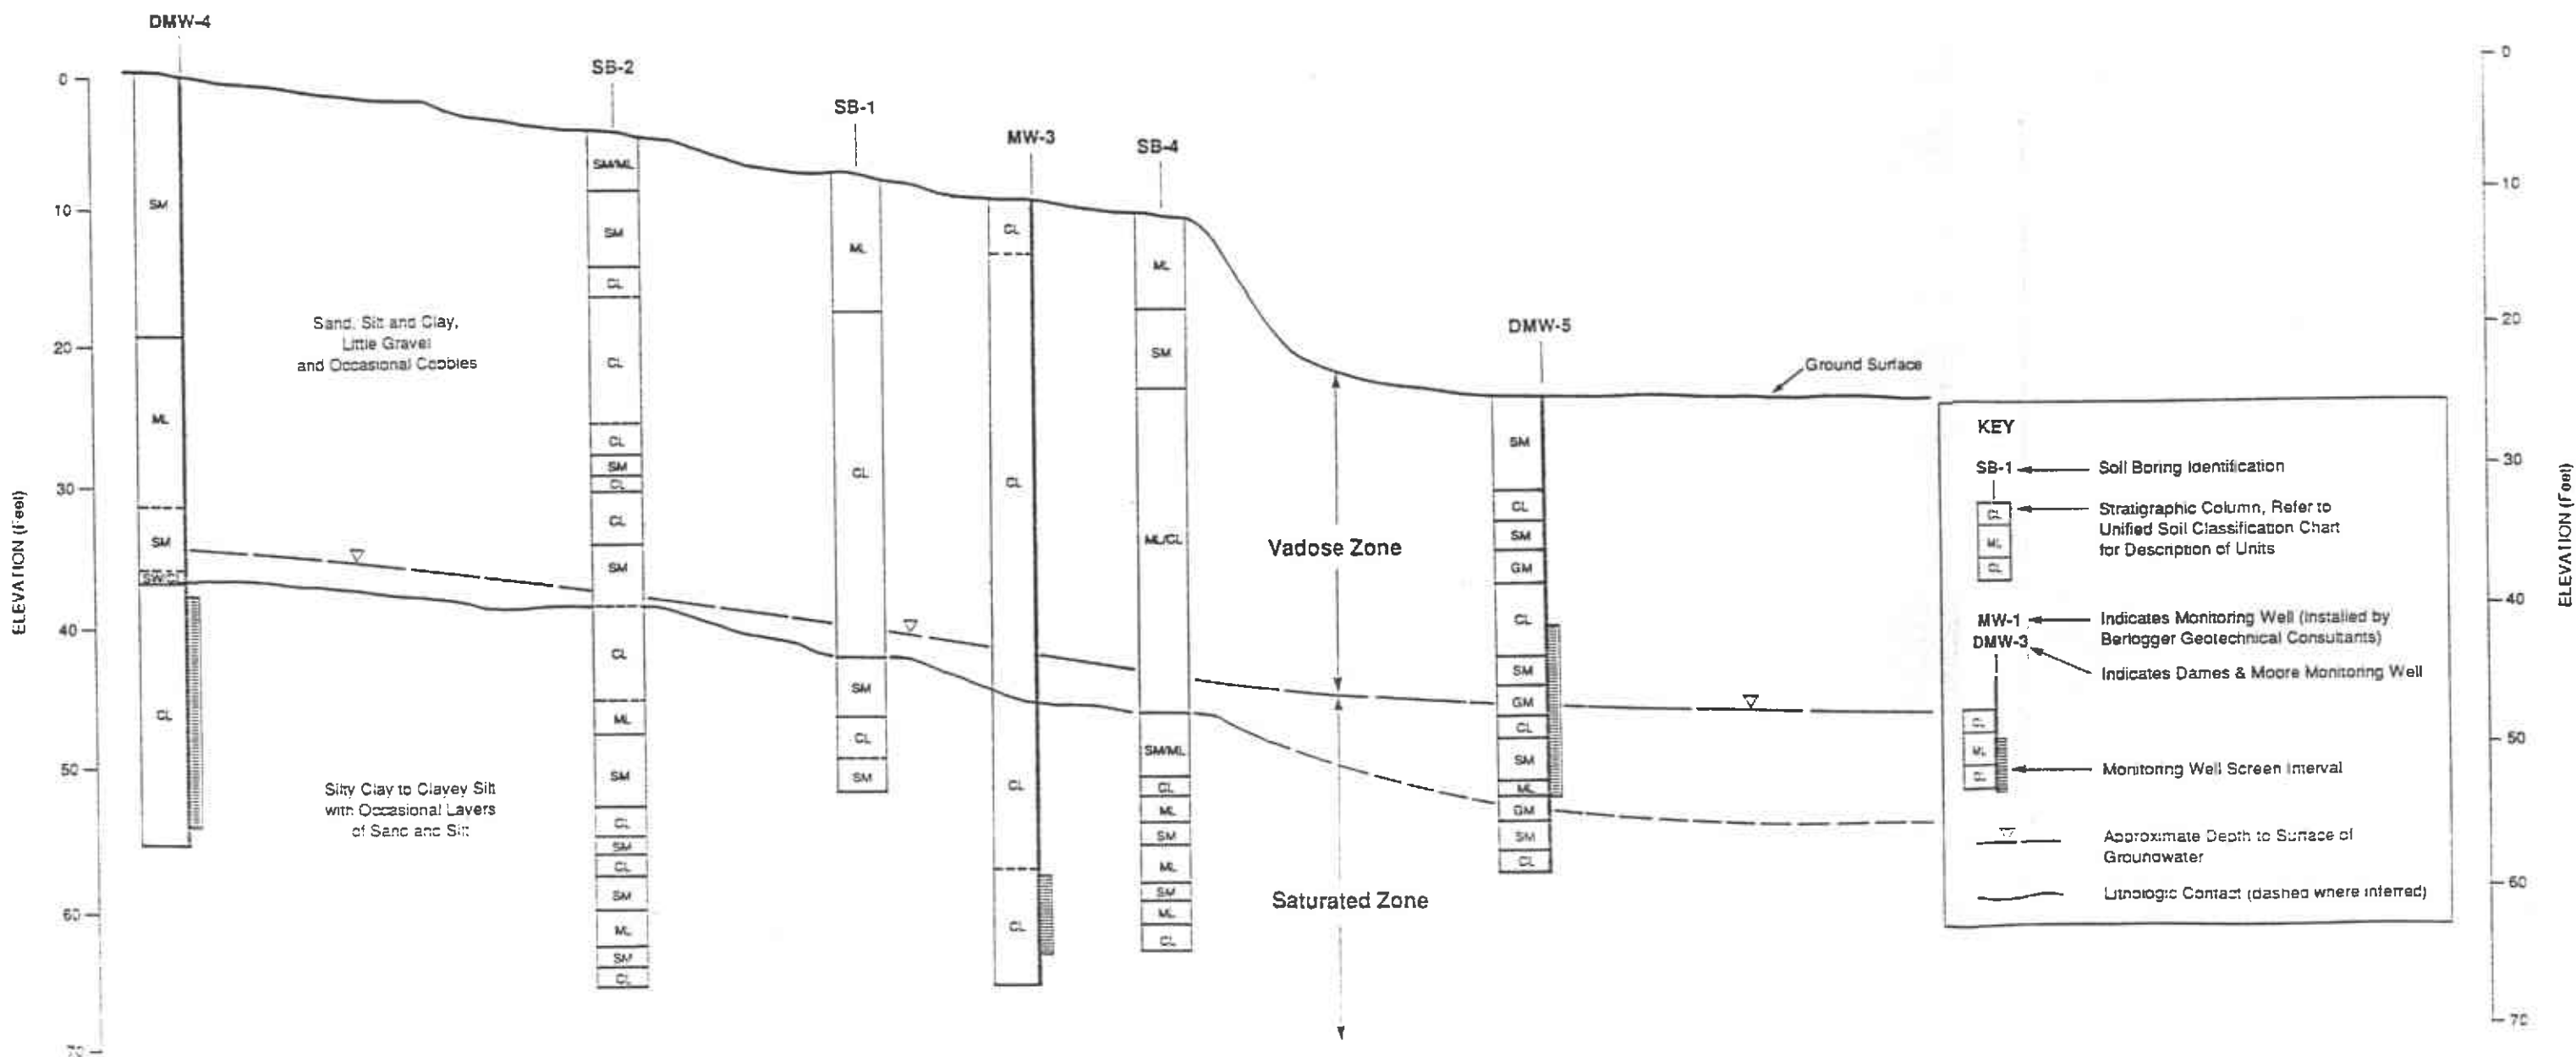 DMW-4
SB-2
SB-1
MW-3
SB-4
DMW-5
ELEVATION (Feet)
0
10
20
30
40
50
60
70
SM
ML
SM
SW/CL
CL
Sand, Silt and Clay,
Little Gravel
and Occasional Cobbles
Silty Clay to Clayey Silt
with Occasional Layers
of Sand and Silt
SM/ML
SM
CL
CL
CL
SM
CL
CL
SM
CL
ML
SM
CL
SM
CL
SM
ML
SM
CL
ML
CL
SM
CL
SM
CL
CL
CL
CL
ML
SM
ML/CL
SM/ML
CL
ML
SM
ML
SM
ML
CL
Vadose Zone
Saturated Zone
SM
CL
SM
GM
CL
SM
GM
CL
SM
ML
GM
SM
CL
Ground Surface
KEY
SB-1
Soil Boring Identification
CL
ML
CL
Stratigraphic Column, Refer to
Unified Soil Classification Chart
for Description of Units
MW-1
Indicates Monitoring Well (Installed by
Berlogger Geotechnical Consultants)
DMW-3
Indicates Dames & Moore Monitoring Well
CL
ML
CL
Monitoring Well Screen Interval
Approximate Depth to Surface of
Groundwater
Lithologic Contact (dashed where inferred)
0
10
20
30
40
50
60
70
ELEVATION (Feet)